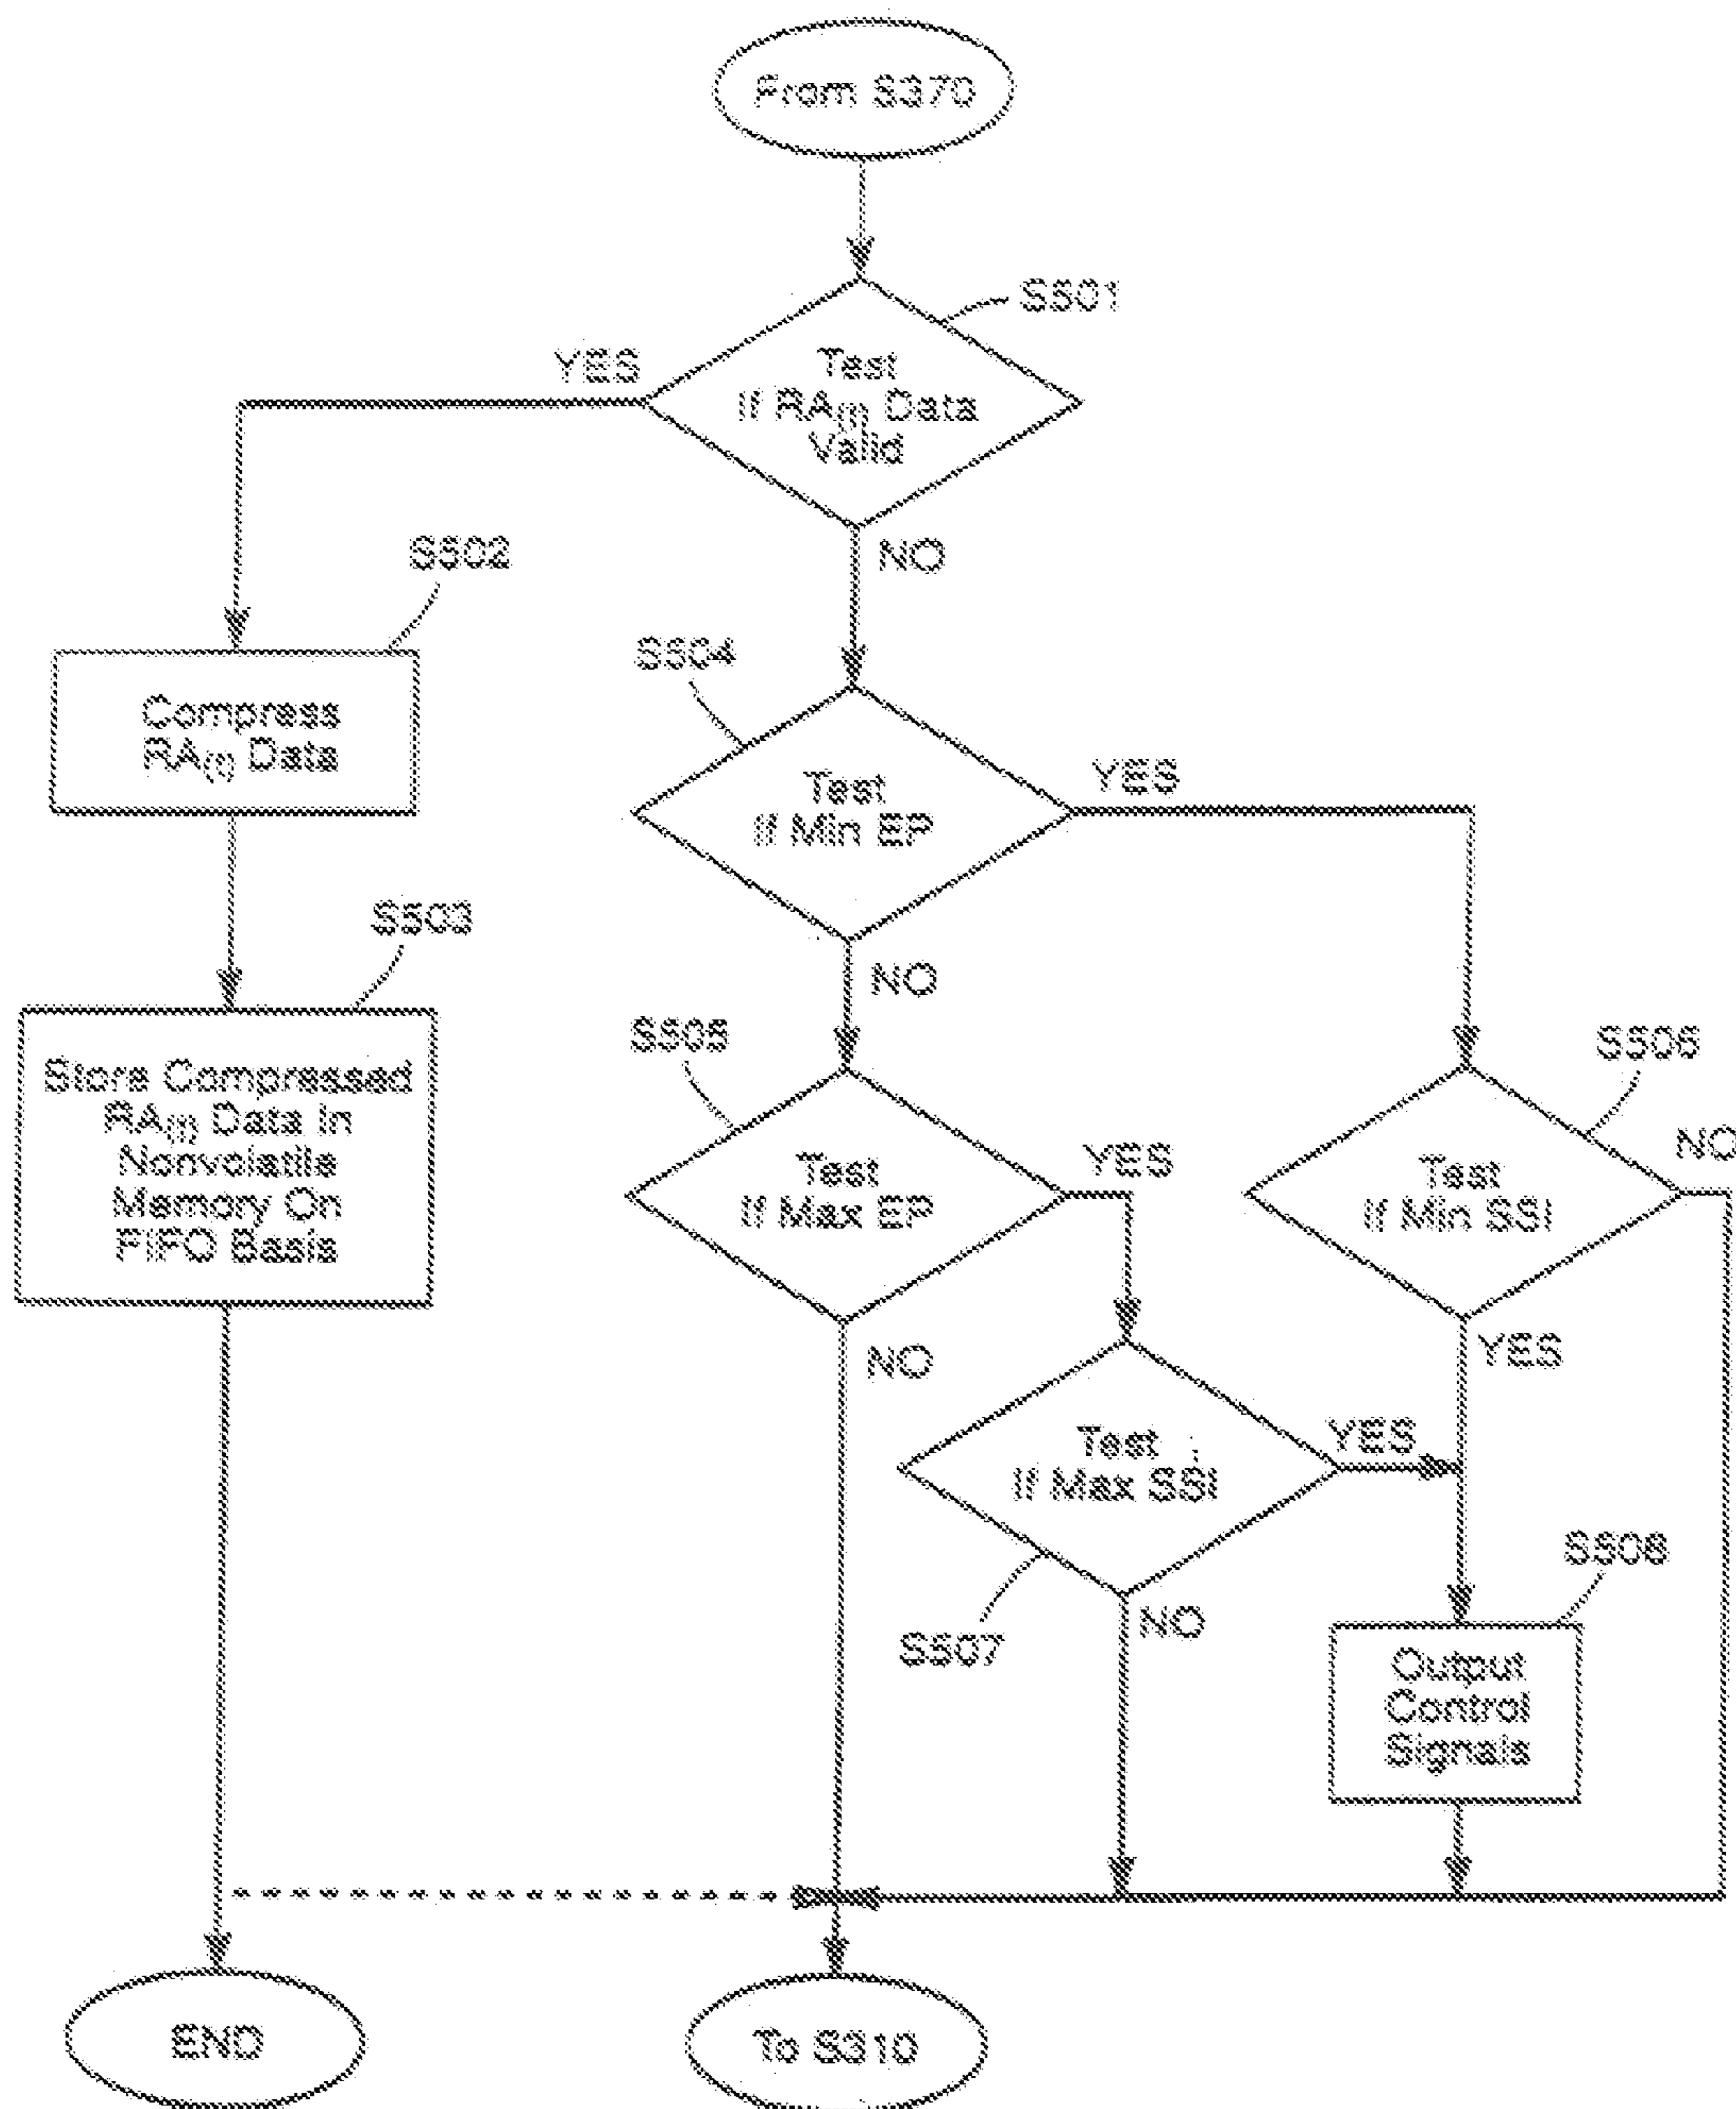 From S370
S501
YES
Test
If RA(t) Data
Valid
NO
S502
Compress
RA(t) Data
S504
Test
If Min EP
YES
NO
S503
Store Compressed
RA(t) Data In
Nonvolatile
Memory On
FIFO Basis
S505
Test
If Max EP
YES
NO
S506
Test
If Min SSI
NO
YES
Test
If Max SSI
YES
S507
NO
S508
Output
Control
Signals
END
To S310